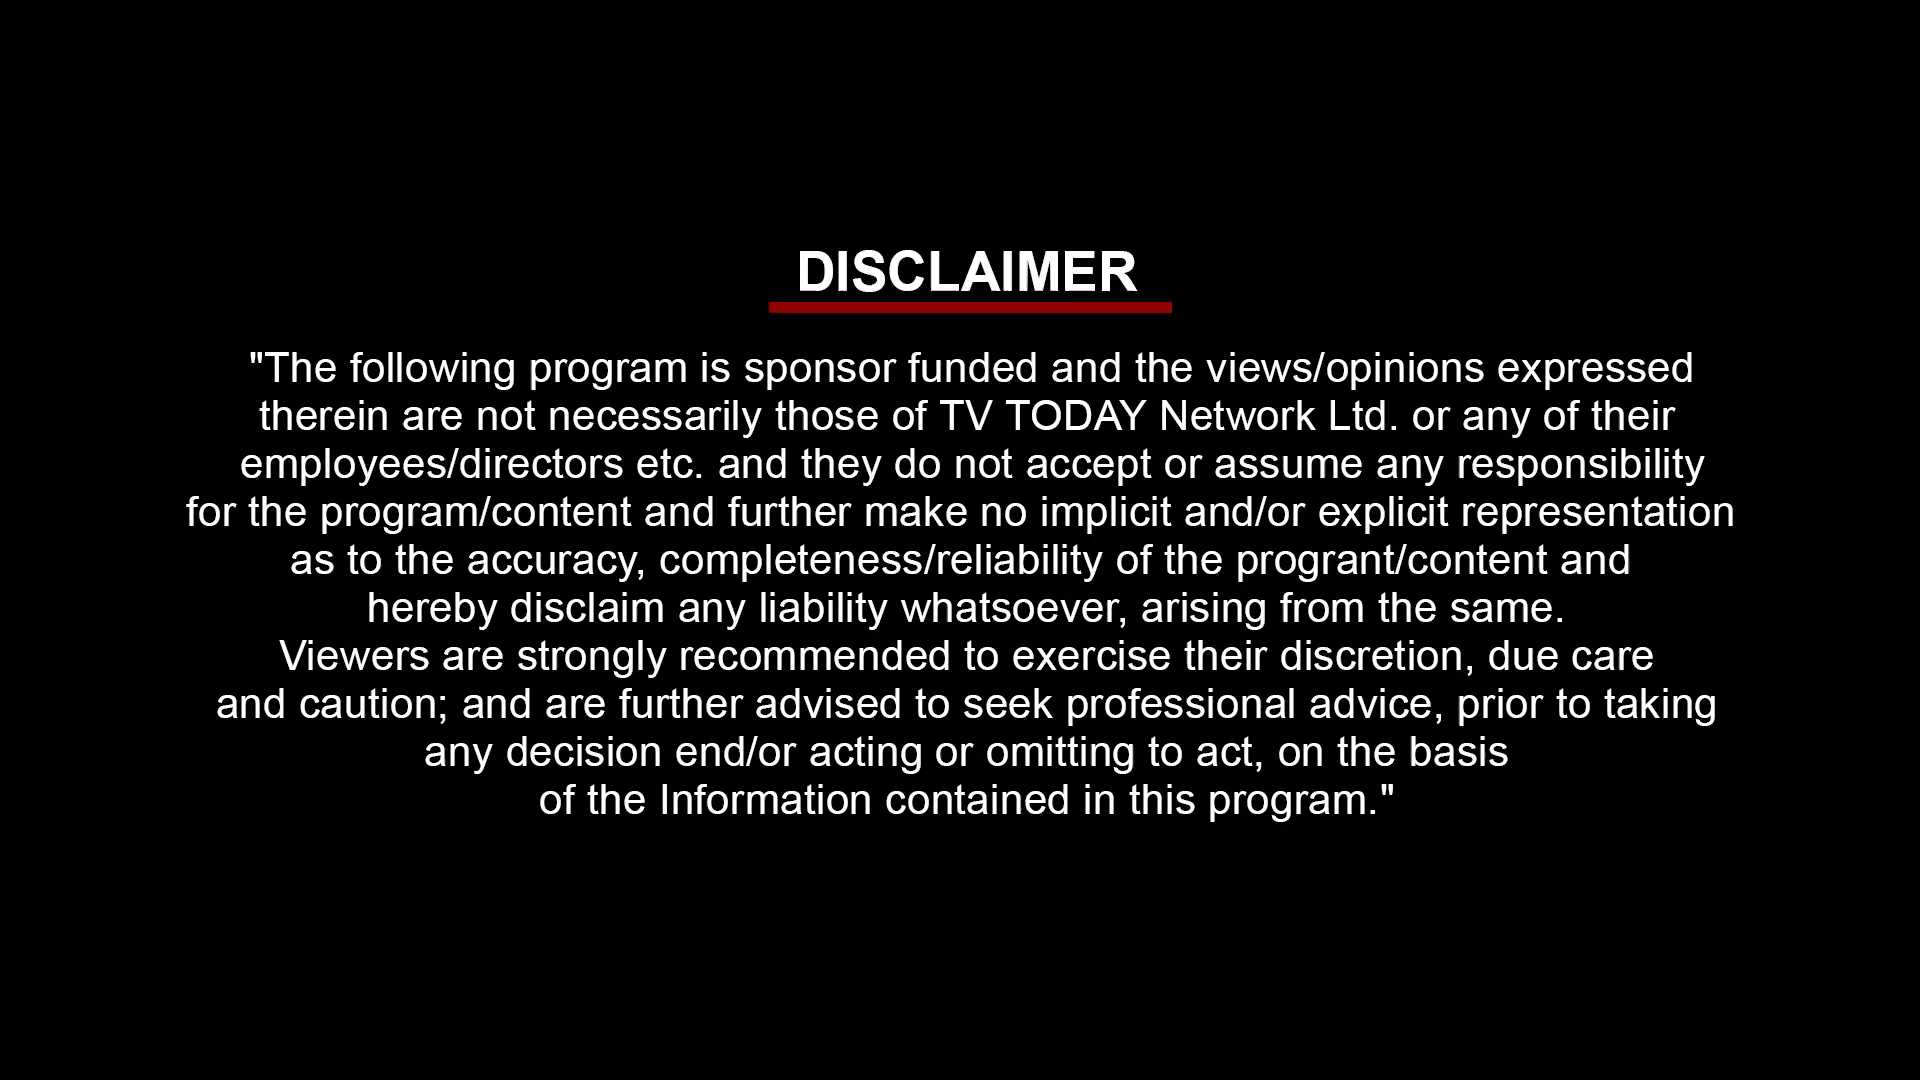 DISCLAIMER
"The following program is sponsor funded and the views/opinions expressed
therein are not necessarily those of TV TODAY Network Ltd. or any of their
employees/directors etc. and they do not accept or assume any responsibility
for the program/content and further make no implicit and/or explicit representation
as to the accuracy, completeness/reliability of the progrant/content and
hereby disclaim any liability whatsoever, arising from the same.
Viewers are strongly recommended to exercise their discretion, due care
and caution; and are further advised to seek professional advice, prior to taking
any decision end/or acting or omitting to act, on the basis
of the Information contained in this program."